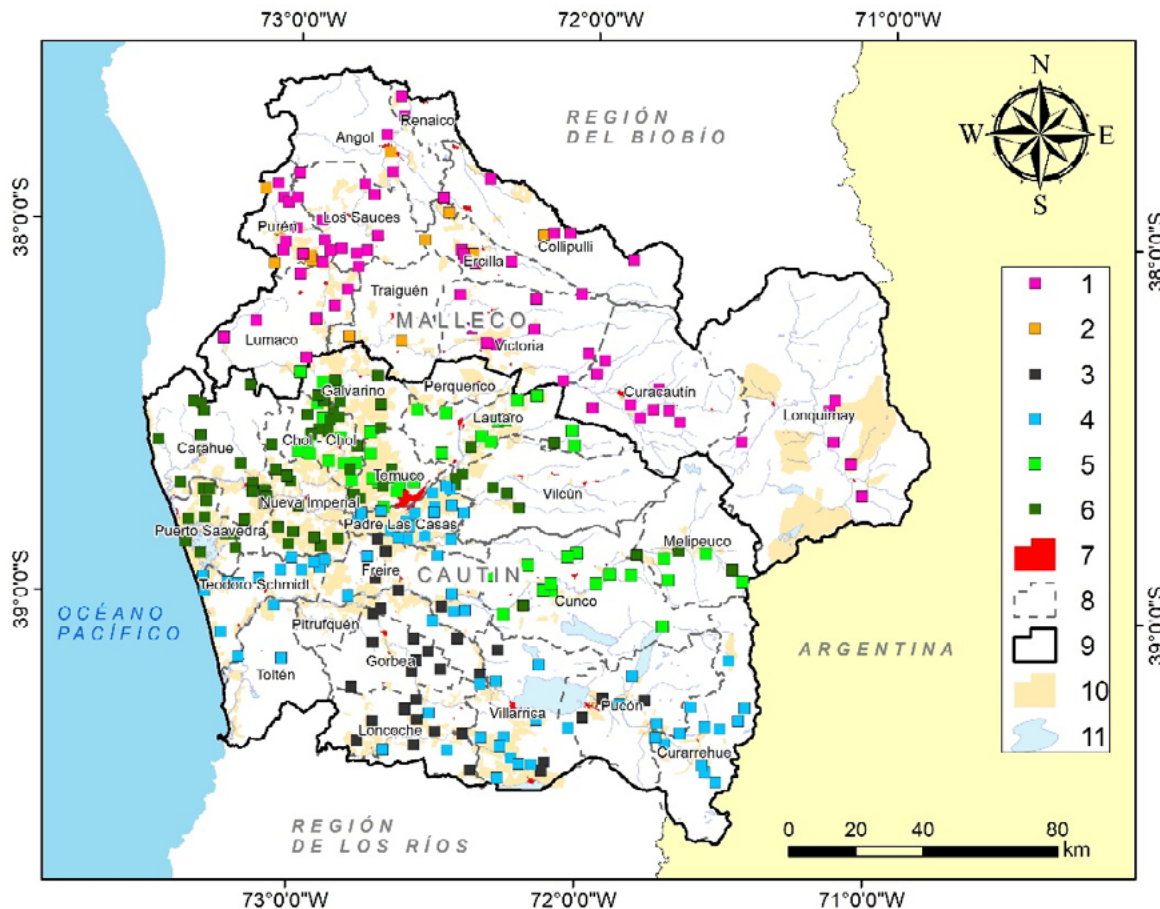 73°0'0"W
72°0'0"W
71°0'0"W
N
W
E
S
REGIÓN
DEL BIOBÍO
Renaico
Angol
38°0'0"S
38°0'0"S
Purén
Los Sauces
Collipulli
Ercilla
Traiguén
MALLECO
Lumaco
Victoria
Galvarino
Perquenco
Curacautín
Lonquimay
Lautaro
Carahue
Chol - Chol
Temuco
Vilcún
Nueva Imperial
Puerto Saavedra
Padre Las Casas
Melipeuco
Freire
CAUTIN
Teodoro Schmidt
Cunco
39°0'0"S
39°0'0"S
OCÉANO
PACÍFICO
Pitrufquén
Gorbea
ARGENTINA
Toltén
Villarrica
Pucón
Loncoche
Curarrehue
REGIÓN
DE LOS RÍOS
1
2
3
4
5
6
7
8
9
10
11
0 20 40 80
km
73°0'0"W
72°0'0"W
71°0'0"W